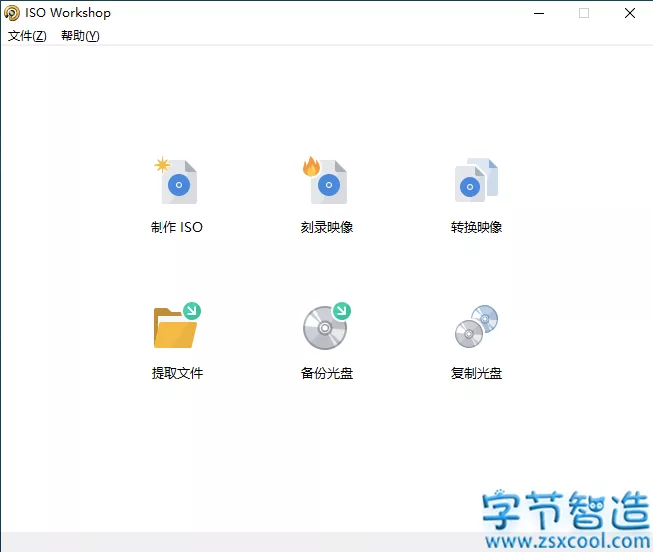 ISO Workshop
文件(Z) 帮助(Y)
制作 ISO 刻录映像 转换映像
提取文件 备份光盘 复制光盘
字节智造
www.zsxcool.com